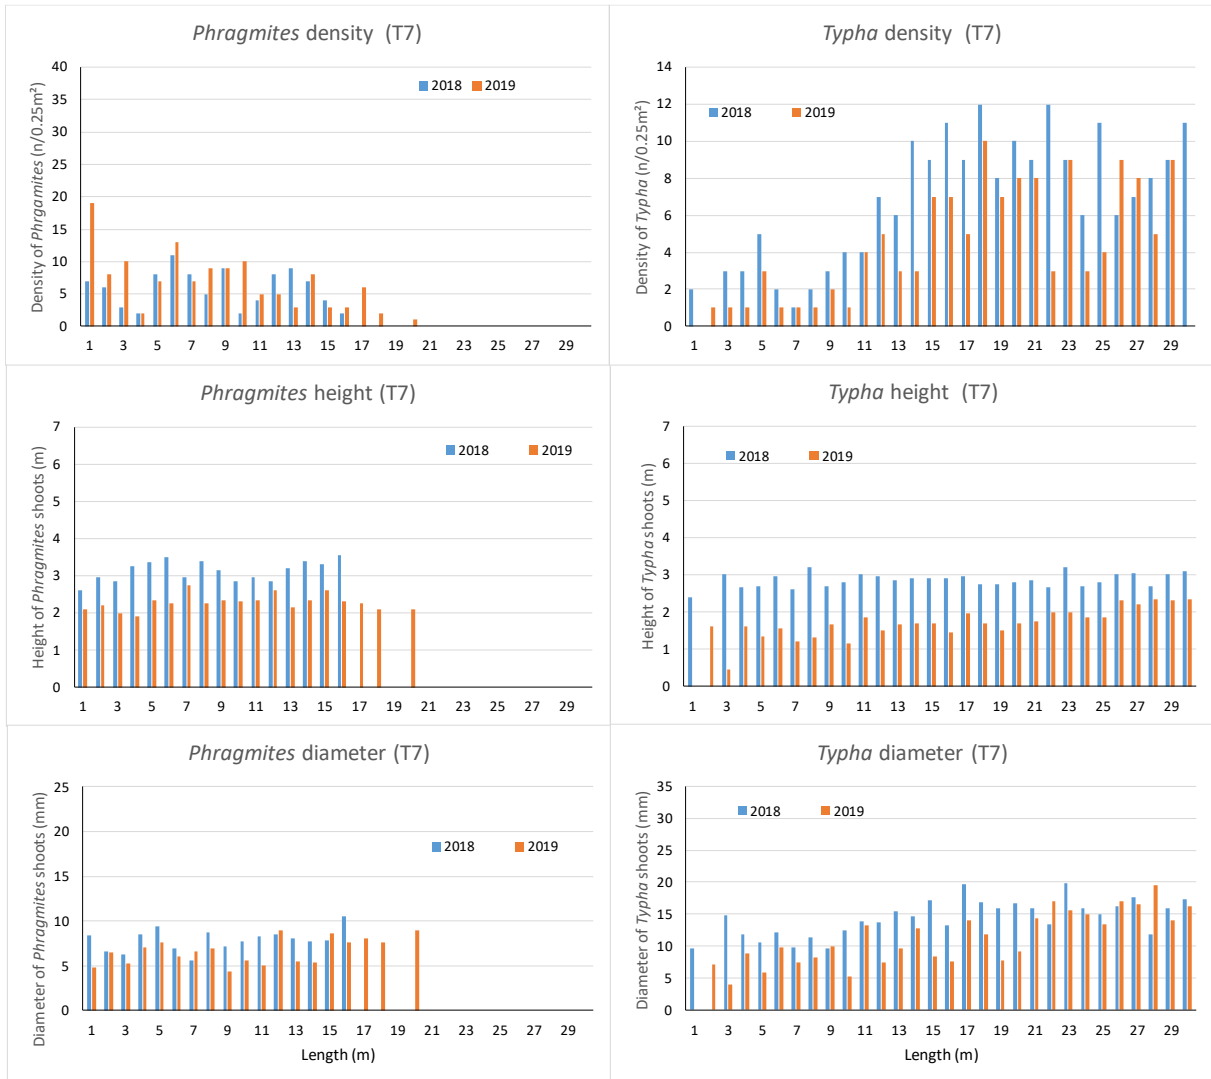 Phragmites density (T7)
40
35
30
25
20
15
10
5
0
Density of Phrgamites (n/0.25m²)
2018 2019
1 3 5 7 9 11 13 15 17 19 21 23 25 27 29
Typha density (T7)
14
12
10
8
6
4
2
0
Density of Typha (n/0.25m²)
2018 2019
1 3 5 7 9 11 13 15 17 19 21 23 25 27 29
Phragmites height (T7)
7
6
5
4
3
2
1
0
Height of Phragmites shoots (m)
2018 2019
1 3 5 7 9 11 13 15 17 19 21 23 25 27 29
Typha height (T7)
7
6
5
4
3
2
1
0
Height of Typha shoots (m)
2018 2019
1 3 5 7 9 11 13 15 17 19 21 23 25 27 29
Phragmites diameter (T7)
25
20
15
10
5
0
Diameter of Phragmites shoots (mm)
2018 2019
1 3 5 7 9 11 13 15 17 19 21 23 25 27 29
Length (m)
Typha diameter (T7)
35
30
25
20
15
10
5
0
Diameter of Typha shoots (mm)
2018 2019
1 3 5 7 9 11 13 15 17 19 21 23 25 27 29
Length (m)